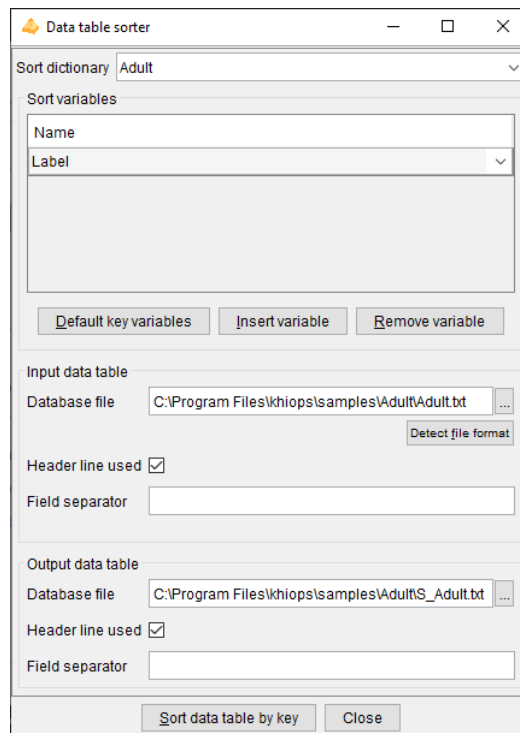 Data table sorter
Sort dictionary Adult
Sort variables
Name
Label
Default key variables Insert variable Remove variable
Input data table
Database file C:\Program Files\khiops\samples\Adult\Adult.txt ...
Detect file format
Header line used
Field separator
Output data table
Database file C:\Program Files\khiops\samples\Adult\S_Adult.txt ...
Header line used
Field separator
Sort data table by key Close